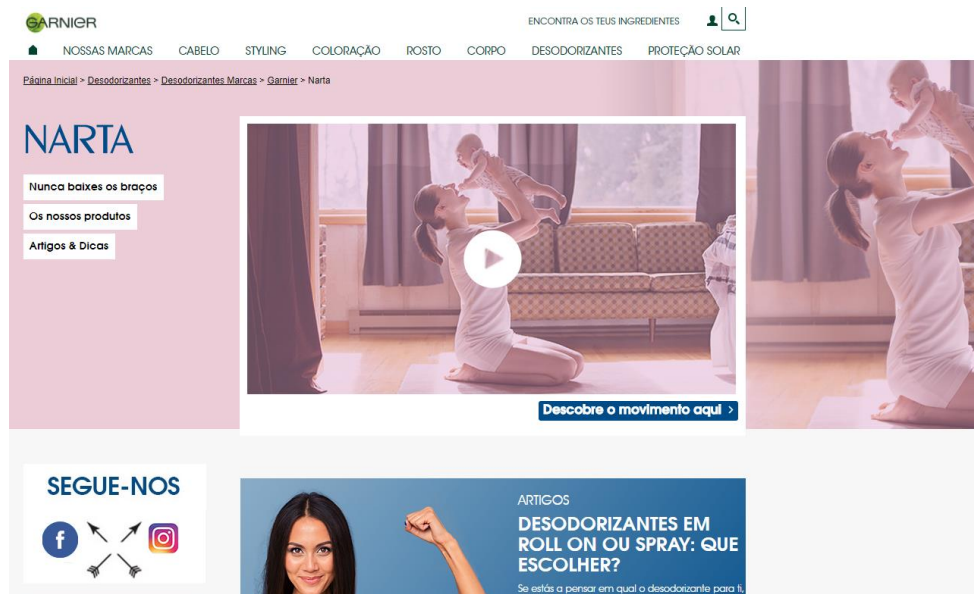 GARNIER
ENCONTRA OS TEUS INGREDIENTES
NOSSAS MARCAS CABELO STYLING COLORAÇÃO ROSTO CORPO DESODORIZANTES PROTEÇÃO SOLAR
Página Inicial > Desodorizantes > Desodorizantes Marcas > Garnier > Narta
NARTA
Nunca baixes os braços
Os nossos produtos
Artigos & Dicas
Descobre o movimento aqui >
SEGUE-NOS
f
ARTIGOS
DESODORIZANTES EM
ROLL ON OU SPRAY: QUE
ESCOLHER?
Se estás a pensar em qual o desodorizante para ti,